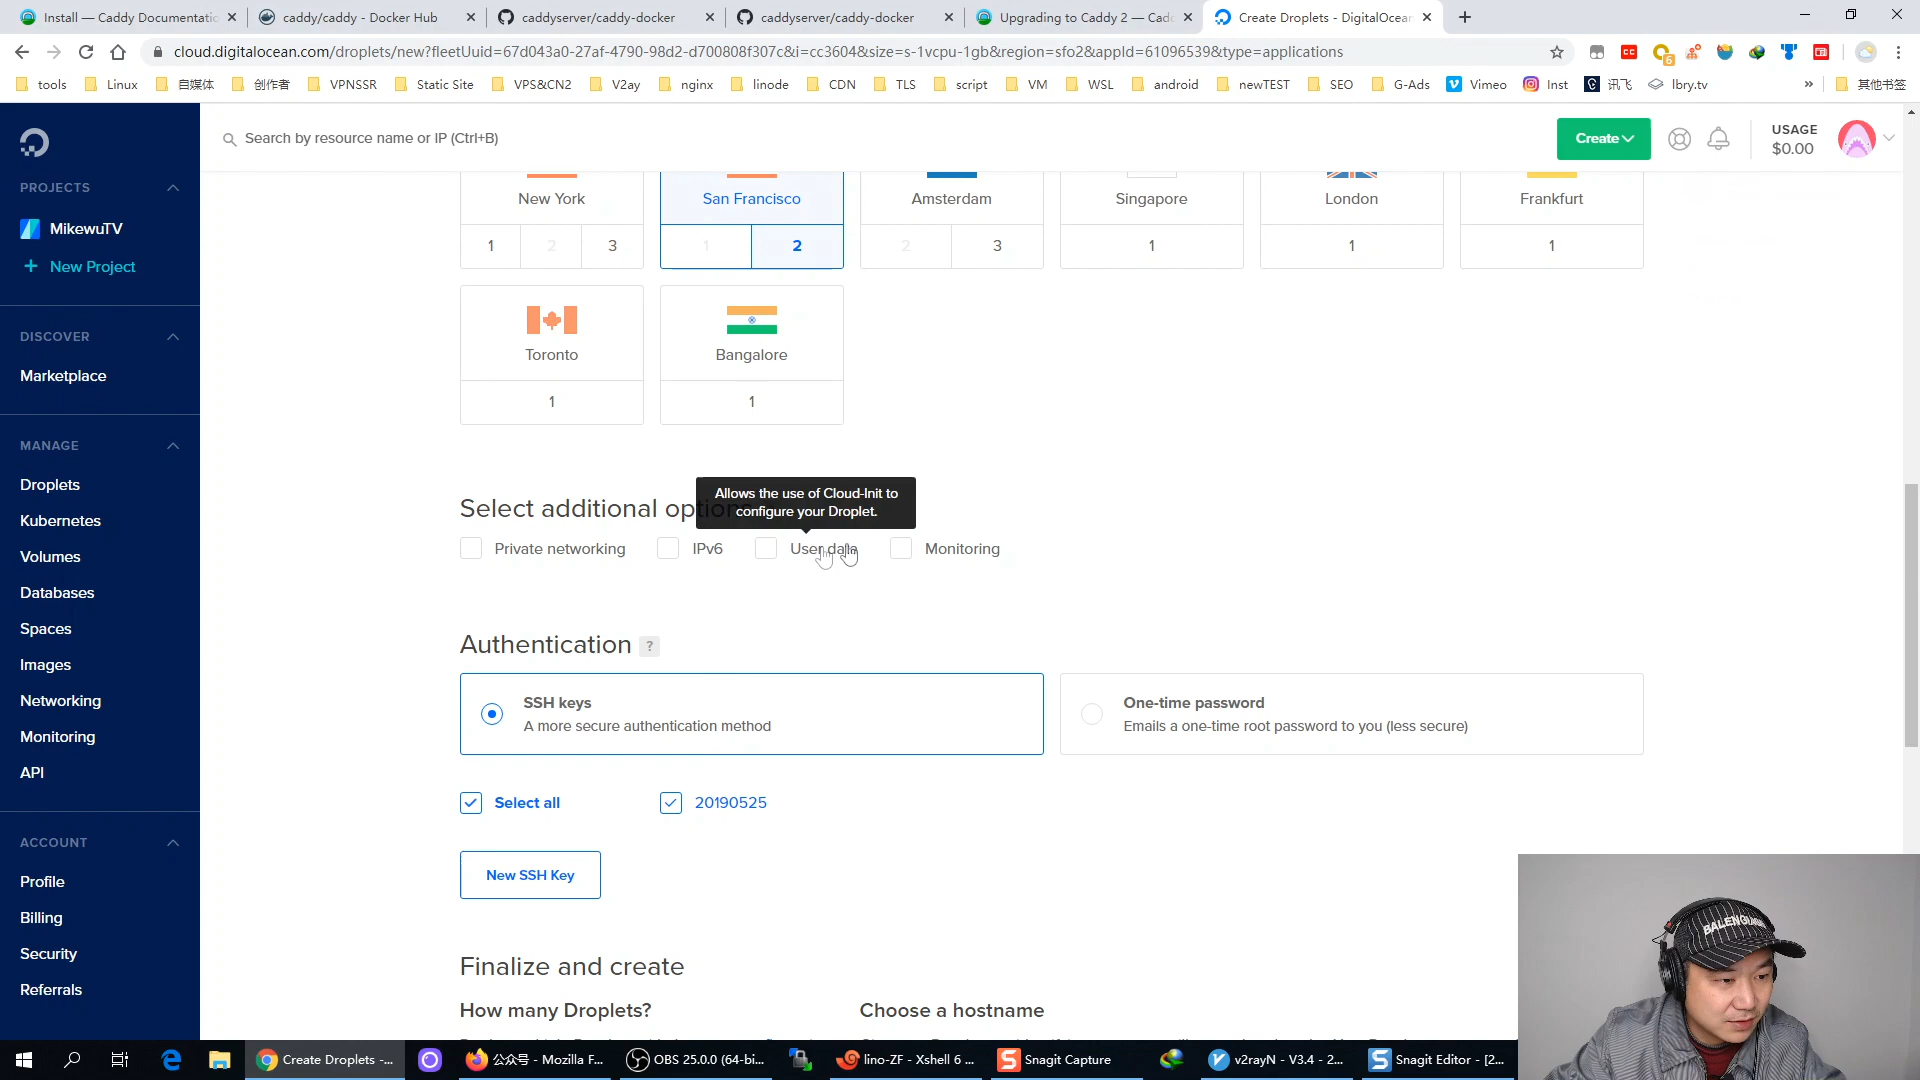 Install — Caddy Documentatio
caddy/caddy - Docker Hub
caddyserver/caddy-docker
caddyserver/caddy-docker
Upgrading to Caddy 2 — Cadd
Create Droplets - DigitalOcean
cloud.digitalocean.com/droplets/new?fleetUuid=67d043a0-27af-4790-98d2-d700808f307c&i=cc3604&size=s-1vcpu-1gb&region=sfo2&appId=61096539&type=applications
tools
Linux
自媒体
创作者
VPNSSR
Static Site
VPS&CN2
V2ay
nginx
linode
CDN
TLS
script
VM
WSL
android
newTEST
SEO
G-Ads
Vimeo
Inst
讯飞
lbry.tv
»
其他书签
Search by resource name or IP (Ctrl+B)
Create
USAGE
$0.00
PROJECTS
MikewuTV
+ New Project
DISCOVER
Marketplace
MANAGE
Droplets
Kubernetes
Volumes
Databases
Spaces
Images
Networking
Monitoring
API
ACCOUNT
Profile
Billing
Security
Referrals
New York
San Francisco
Amsterdam
Singapore
London
Frankfurt
1 2 3
1 2
2 3
1
1
1
Toronto
Bangalore
1
1
Allows the use of Cloud-Init to
configure your Droplet.
Select additional options
Private networking
IPv6
User data
Monitoring
Authentication ?
SSH keys
A more secure authentication method
One-time password
Emails a one-time root password to you (less secure)
Select all
20190525
New SSH Key
Finalize and create
How many Droplets?
Choose a hostname
BALENCIAGA
Create Droplets -...
公众号 - Mozilla F...
OBS 25.0.0 (64-bi...
lino-ZF - Xshell 6 ...
Snagit Capture
v2rayN - V3.4 - 2...
Snagit Editor - [2...